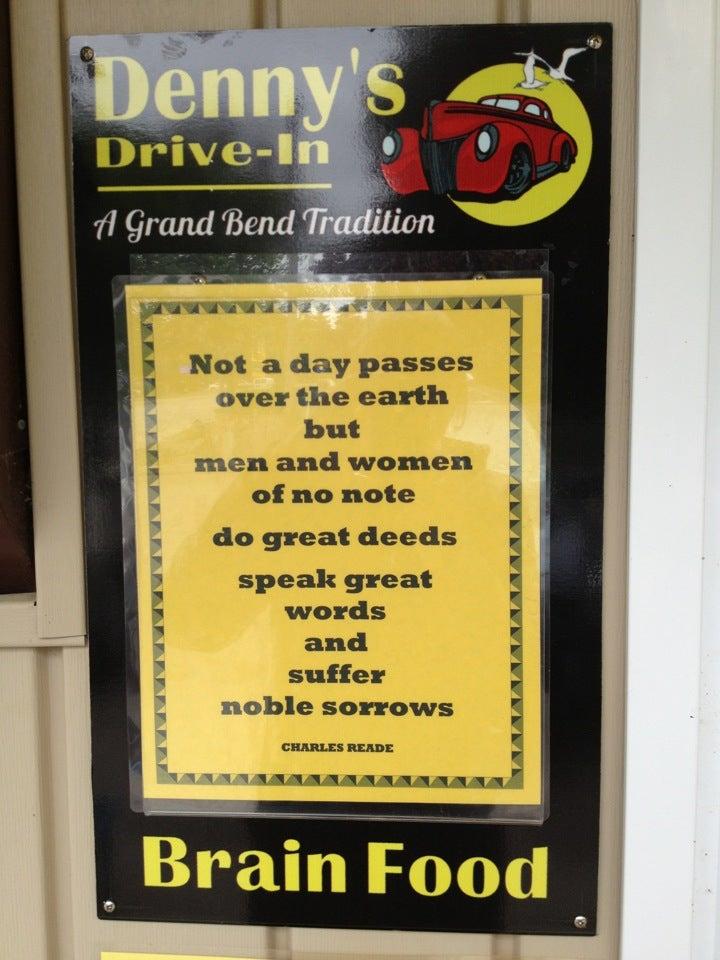 Denny's
Drive-In
A Grand Bend Tradition
Not a day passes
over the earth
but
men and women
of no note
do great deeds
speak great
words
and
suffer
noble sorrows
CHARLES READE
Brain Food